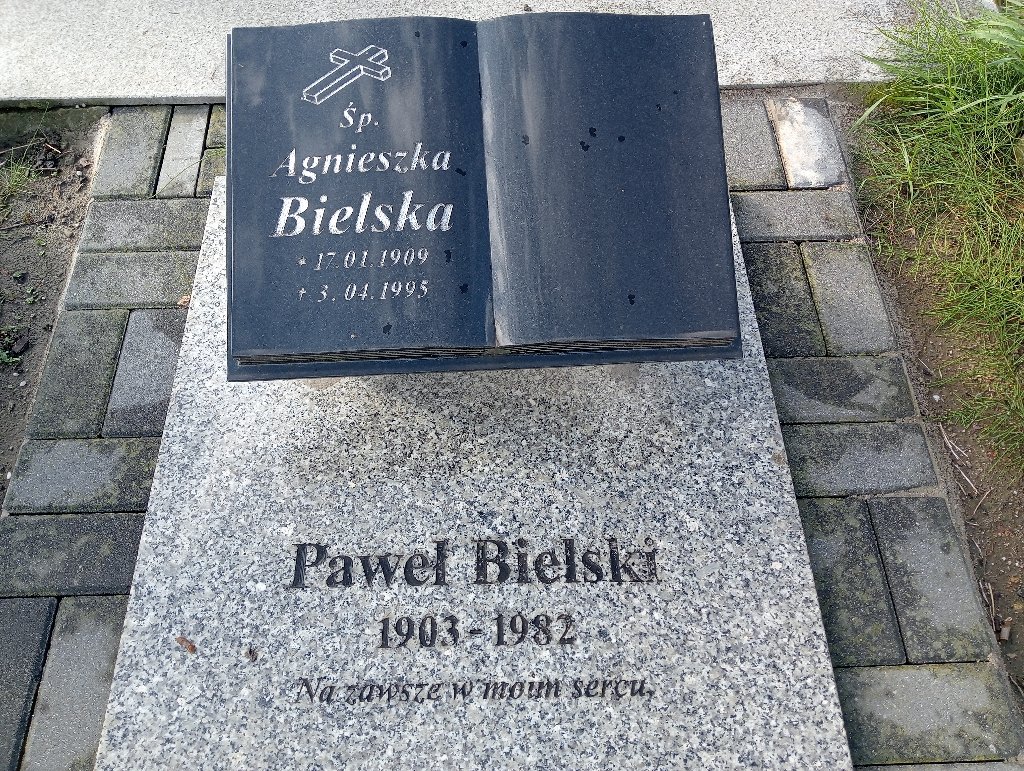 Śp.
Agnieszka
Bielska
* 17.01.1909
† 3.04.1995
Paweł Bielski
1903-1982
Na zawsze w moim sercu.